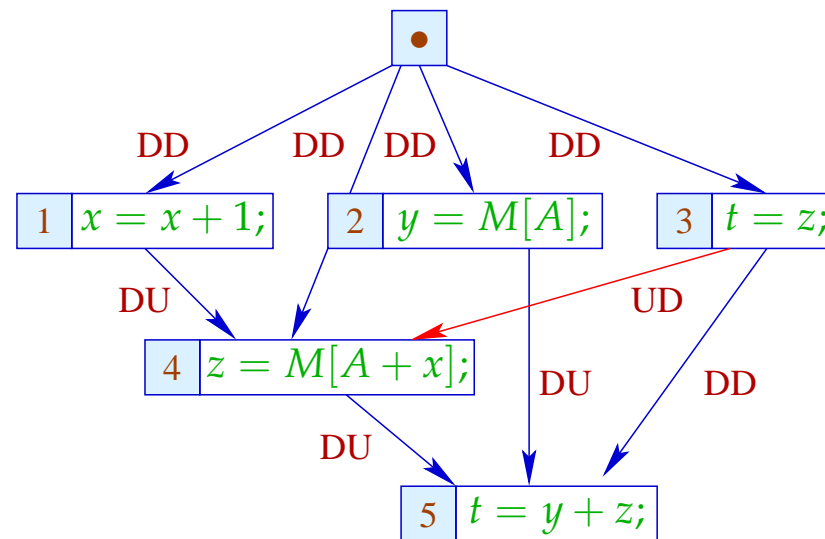 •
DD DD DD DD
1 x = x + 1; 2 y = M[A]; 3 t = z;
DU UD
4 z = M[A + x]; DU DD
DU
5 t = y + z;